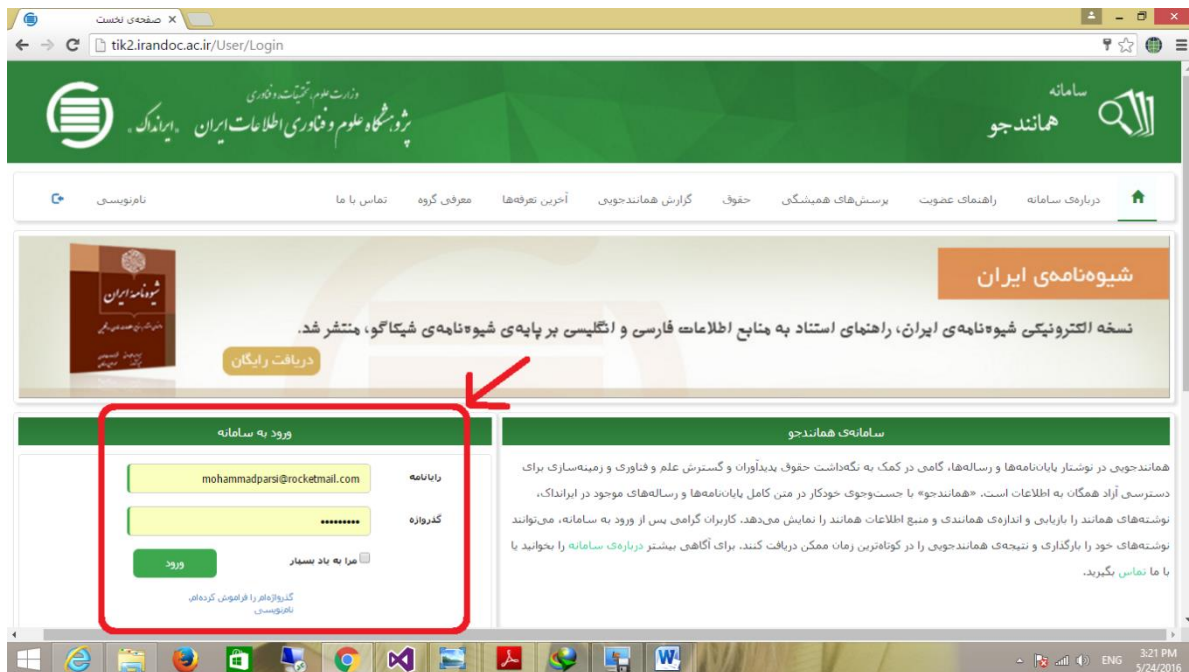 صفحه‌ی نخست
tik2.irandoc.ac.ir/User/Login
سامانه
همانندجو
وزارت علوم، تحقیقات، و فناوری
پژوهشگاه علوم و فناوری اطلاعات ایران «ایرانداک»
درباره‌ی سامانه راهنمای عضویت پرسش‌های همیشگی حقوق گزارش همانندجویی آخرین تعرفه‌ها معرفی گروه تماس با ما نام‌نویسی
شیوه‌نامه‌ی ایران
نسخه الکترونیکی شیوه‌نامه‌ی ایران، راهنمای استناد به منابع اطلاعات فارسی و انگلیسی بر پایه‌ی شیوه‌نامه‌ی شیکاگو، منتشر شد.
دریافت رایگان
شیوه‌نامهٔ ایران
سامانه‌ی همانندجو
همانندجویی در نوشتار پایان‌نامه‌ها و رساله‌ها، گامی در کمک به نگه‌داشت حقوق پدیدآوران و گسترش علم و فناوری و زمینه‌سازی برای
دسترسی آزاد همگان به اطلاعات است. «همانندجو» با جست‌وجوی خودکار در متن کامل پایان‌نامه‌ها و رساله‌های موجود در ایرانداک،
نوشته‌های همانند را بازیابی و اندازه‌ی همانندی و منبع اطلاعات همانند را نمایش می‌دهد. کاربران گرامی پس از ورود به سامانه، می‌توانند
نوشته‌های خود را بارگذاری و نتیجه‌ی همانندجویی را در کوتاه‌ترین زمان ممکن دریافت کنند. برای آگاهی بیشتر درباره‌ی سامانه را بخوانید یا
با ما تماس بگیرید.
ورود به سامانه
رایانامه
mohammadparsi@rocketmail.com
گذرواژه
•••••••••
مرا به یاد بسپار
ورود
گذرواژه‌ام را فراموش کرده‌ام.
نام‌نویسی
ENG
3:21 PM
5/24/2016